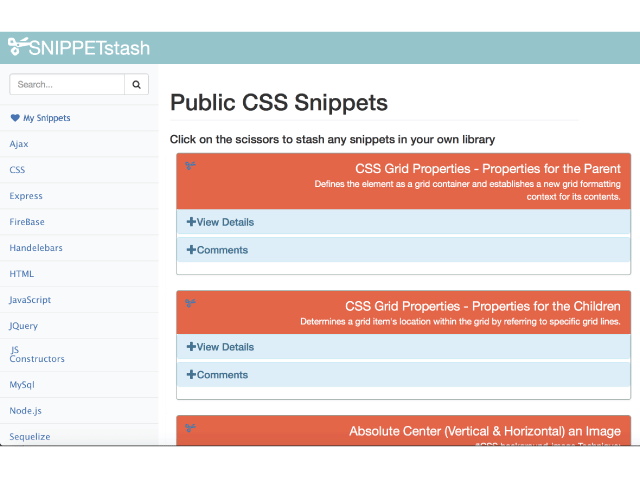 SNIPPETstash
Search...
My Snippets
Ajax
CSS
Express
FireBase
Handelebars
HTML
JavaScript
JQuery
JS
Constructors
MySql
Node.js
Sequelize
Public CSS Snippets
Click on the scissors to stash any snippets in your own library
CSS Grid Properties - Properties for the Parent
Defines the element as a grid container and establishes a new grid formatting
context for its contents.
View Details
Comments
CSS Grid Properties - Properties for the Children
Determines a grid item's location within the grid by referring to specific grid lines.
View Details
Comments
Absolute Center (Vertical & Horizontal) an Image